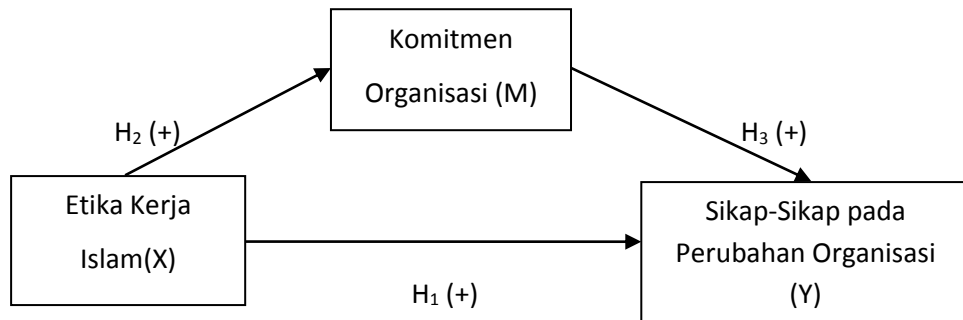 Komitmen
Organisasi (M)
H₂ (+)
H₃ (+)
Etika Kerja
Islam(X)
Sikap-Sikap pada
Perubahan Organisasi
(Y)
H₁ (+)